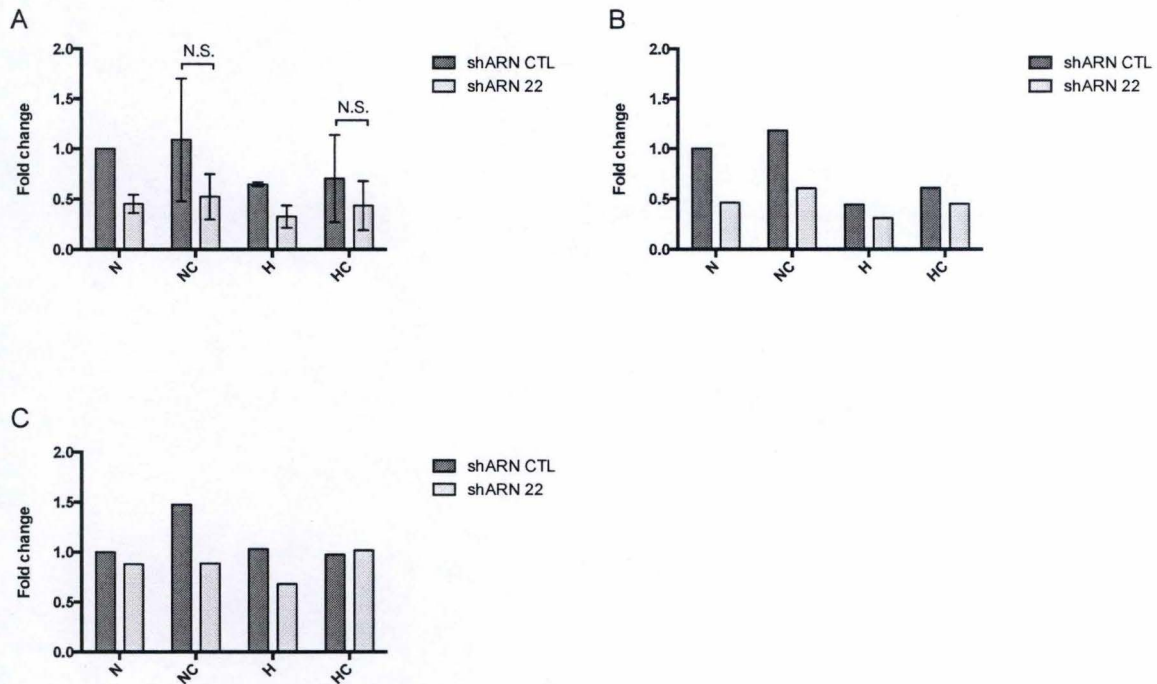 A
2.0
1.5
1.0
0.5
0.0
Fold change
N.S.
N.S.
N
NC
H
HC
shARN CTL
shARN 22
B
2.0
1.5
1.0
0.5
0.0
Fold change
N
NC
H
HC
shARN CTL
shARN 22
C
2.0
1.5
1.0
0.5
0.0
Fold change
N
NC
H
HC
shARN CTL
shARN 22